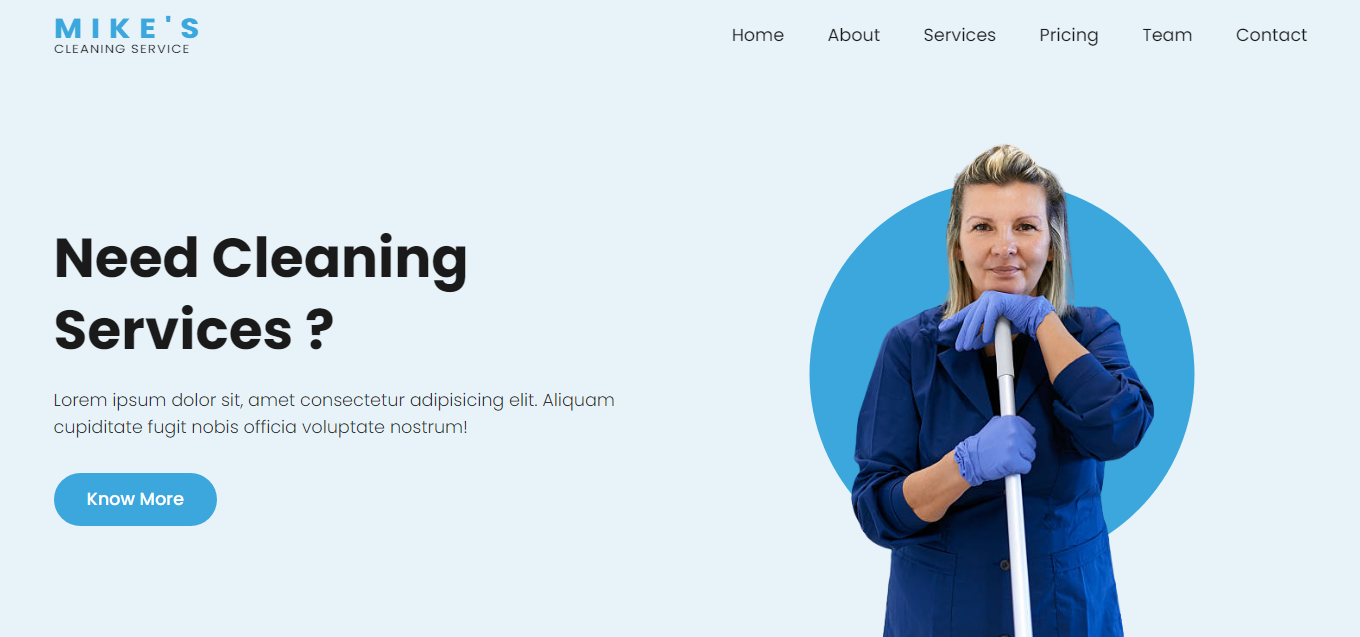 MIKE'S
CLEANING SERVICE
Home About Services Pricing Team Contact
Need Cleaning
Services ?
Lorem ipsum dolor sit, amet consectetur adipisicing elit. Aliquam
cupiditate fugit nobis officia voluptate nostrum!
Know More